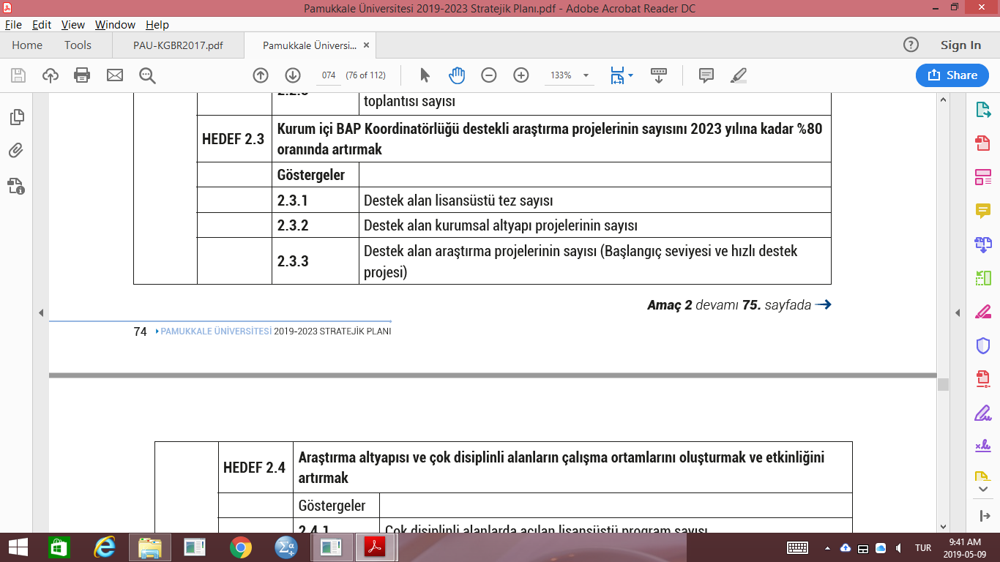 Pamukkale Üniversitesi 2019-2023 Stratejik Planı.pdf - Adobe Acrobat Reader DC
File Edit View Window Help
Home Tools PAU-KGBR2017.pdf Pamukkale Üniversi... × Sign In
074 (76 of 112) 133% Share
toplantısı sayısı
HEDEF 2.3 Kurum içi BAP Koordinatörlüğü destekli araştırma projelerinin sayısını 2023 yılına kadar %80
oranında artırmak
Göstergeler
2.3.1 Destek alan lisansüstü tez sayısı
2.3.2 Destek alan kurumsal altyapı projelerinin sayısı
2.3.3 Destek alan araştırma projelerinin sayısı (Başlangıç seviyesi ve hızlı destek
projesi)
Amaç 2 devamı 75. sayfada
74 PAMUKKALE ÜNİVERSİTESİ 2019-2023 STRATEJİK PLANI
HEDEF 2.4 Araştırma altyapısı ve çok disiplinli alanların çalışma ortamlarını oluşturmak ve etkinliğini
artırmak
Göstergeler
2.4.1 Çok disiplinli alanlarda açılan lisansüstü program sayısı
TUR 9:41 AM
2019-05-09